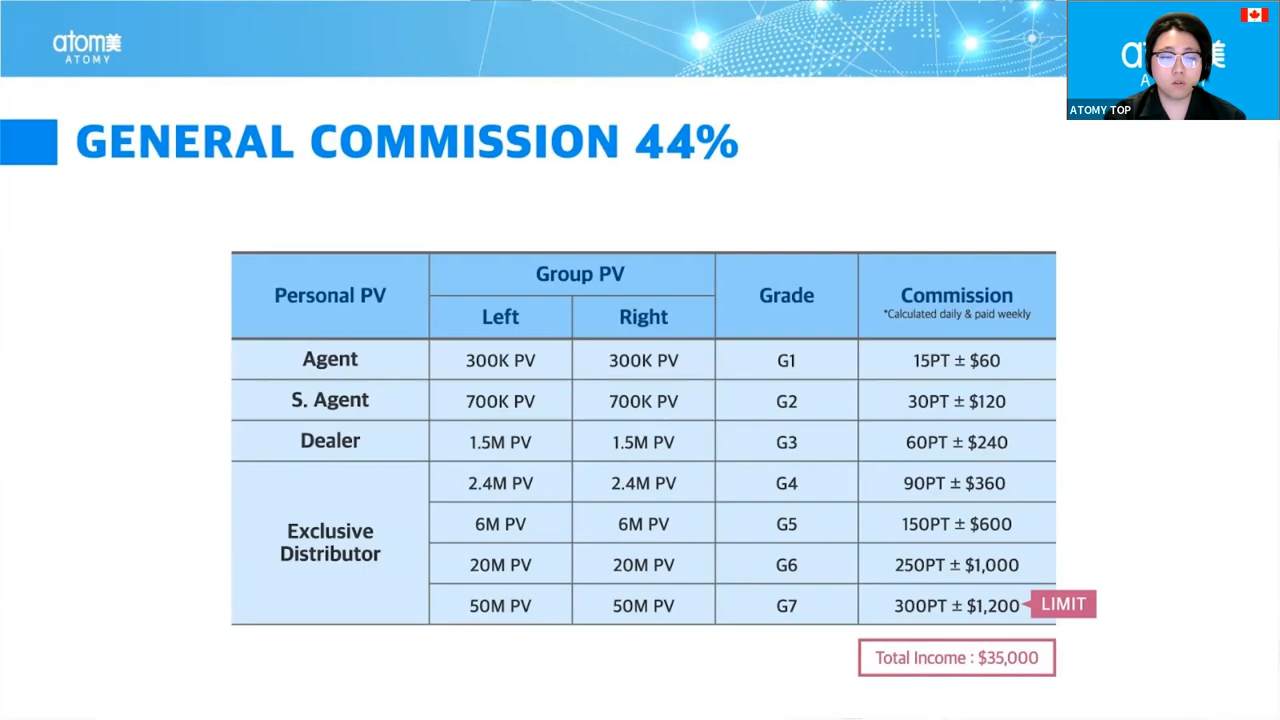 atom美
ATOMY
ATOMY TOP
GENERAL COMMISSION 44%
Personal PV
Group PV
Left
Right
Grade
Commission
*Calculated daily & paid weekly
Agent 300K PV 300K PV G1 15PT ± $60
S. Agent 700K PV 700K PV G2 30PT ± $120
Dealer 1.5M PV 1.5M PV G3 60PT ± $240
Exclusive
Distributor
2.4M PV 2.4M PV G4 90PT ± $360
6M PV 6M PV G5 150PT ± $600
20M PV 20M PV G6 250PT ± $1,000
50M PV 50M PV G7 300PT ± $1,200 LIMIT
Total Income : $35,000